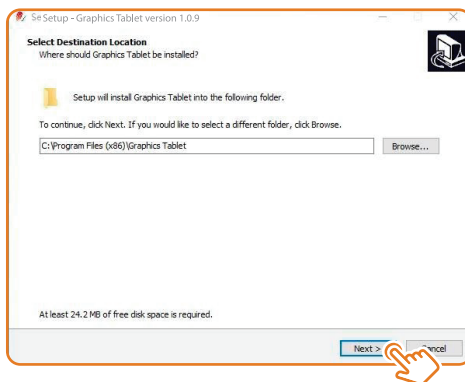 Se Setup - Graphics Tablet version 1.0.9
Select Destination Location
Where should Graphics Tablet be installed?
Setup will install Graphics Tablet into the following folder.
To continue, click Next. If you would like to select a different folder, click Browse.
C:\Program Files (x86)\Graphics Tablet
Browse...
At least 24.2 MB of free disk space is required.
Next >
Cancel